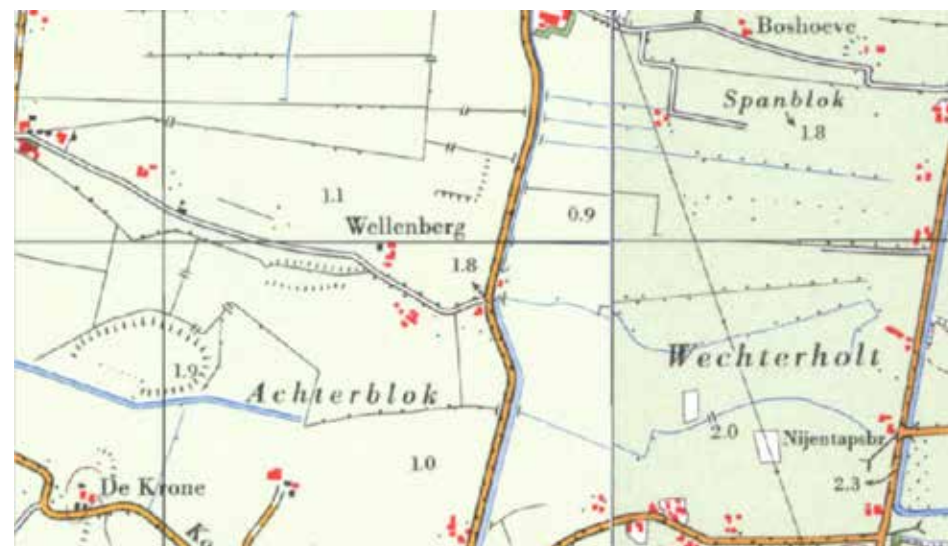 Boshoeve
Spanblok
1.8
1.1
0.9
Wellenberg
1.8
Wechterholt
1.9
Achterblok
2.0
Nijentapsbr
1.0
2.3
De Krone